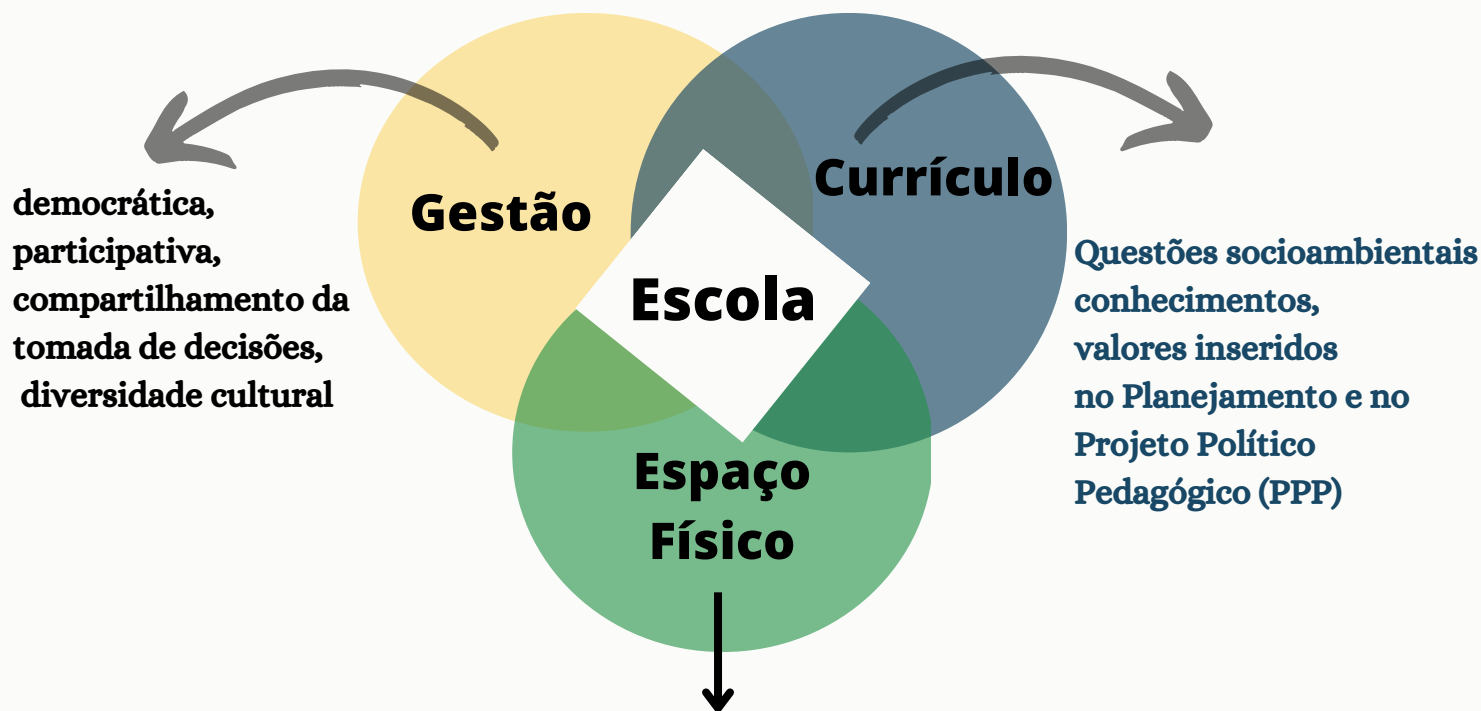 Gestão
Currículo
Escola
Espaço
Físico
democrática,
participativa,
compartilhamento da
tomada de decisões,
diversidade cultural
Questões socioambientais
conhecimentos,
valores inseridos
no Planejamento e no
Projeto Político
Pedagógico (PPP)